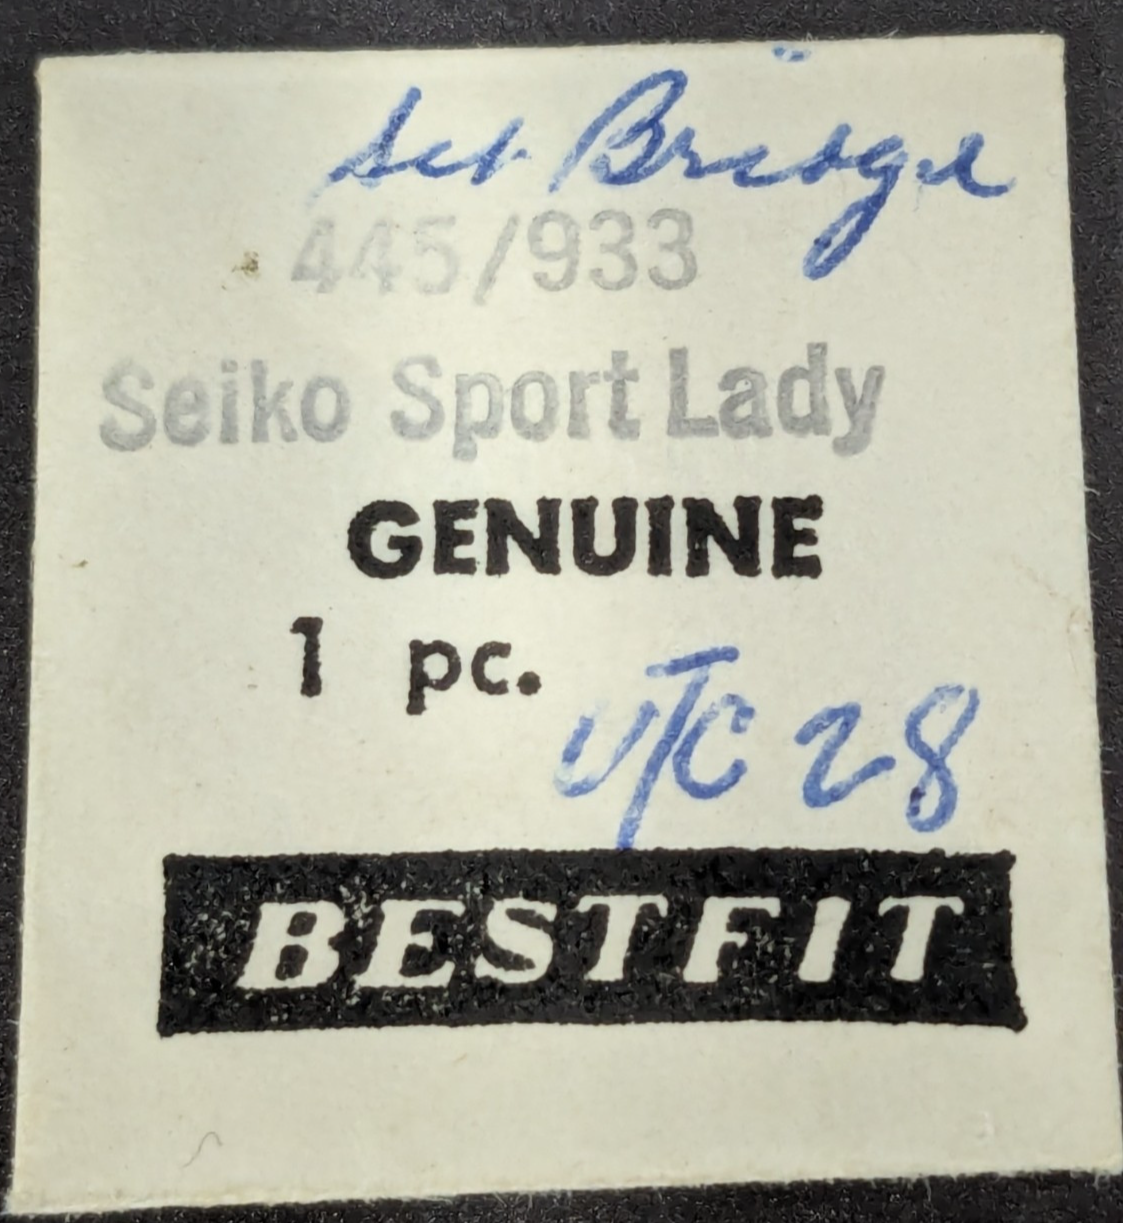 Set Bridge
445/933
Seiko Sport Lady
GENUINE
1 pc.
UTC 28
BESTFIT